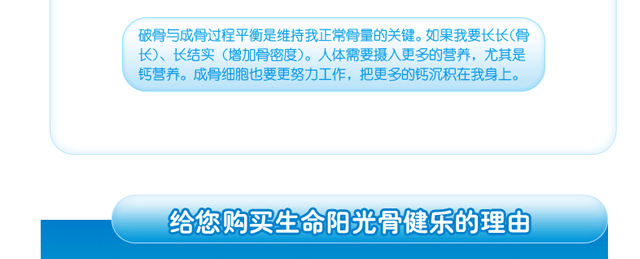 破骨与成骨过程平衡是维持我正常骨量的关键。如果我要长长(骨
长)、长结实（增加骨密度）。人体需要摄入更多的营养，尤其是
钙营养。成骨细胞也要更努力工作，把更多的钙沉积在我身上。
给您购买生命阳光骨健乐的理由